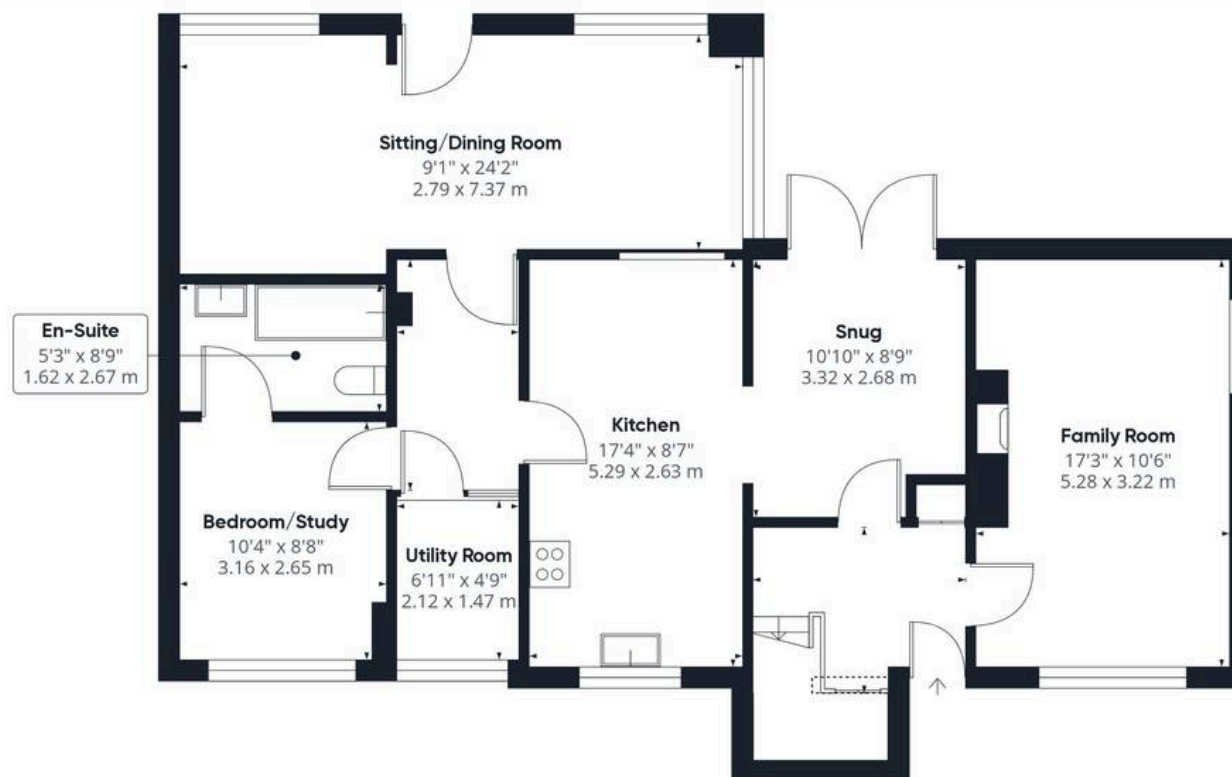 Sitting/Dining Room
9'1" x 24'2"
2.79 x 7.37 m
En-Suite
5'3" x 8'9"
1.62 x 2.67 m
Snug
10'10" x 8'9"
3.32 x 2.68 m
Kitchen
17'4" x 8'7"
5.29 x 2.63 m
Family Room
17'3" x 10'6"
5.28 x 3.22 m
Bedroom/Study
10'4" x 8'8"
3.16 x 2.65 m
Utility Room
6'11" x 4'9"
2.12 x 1.47 m